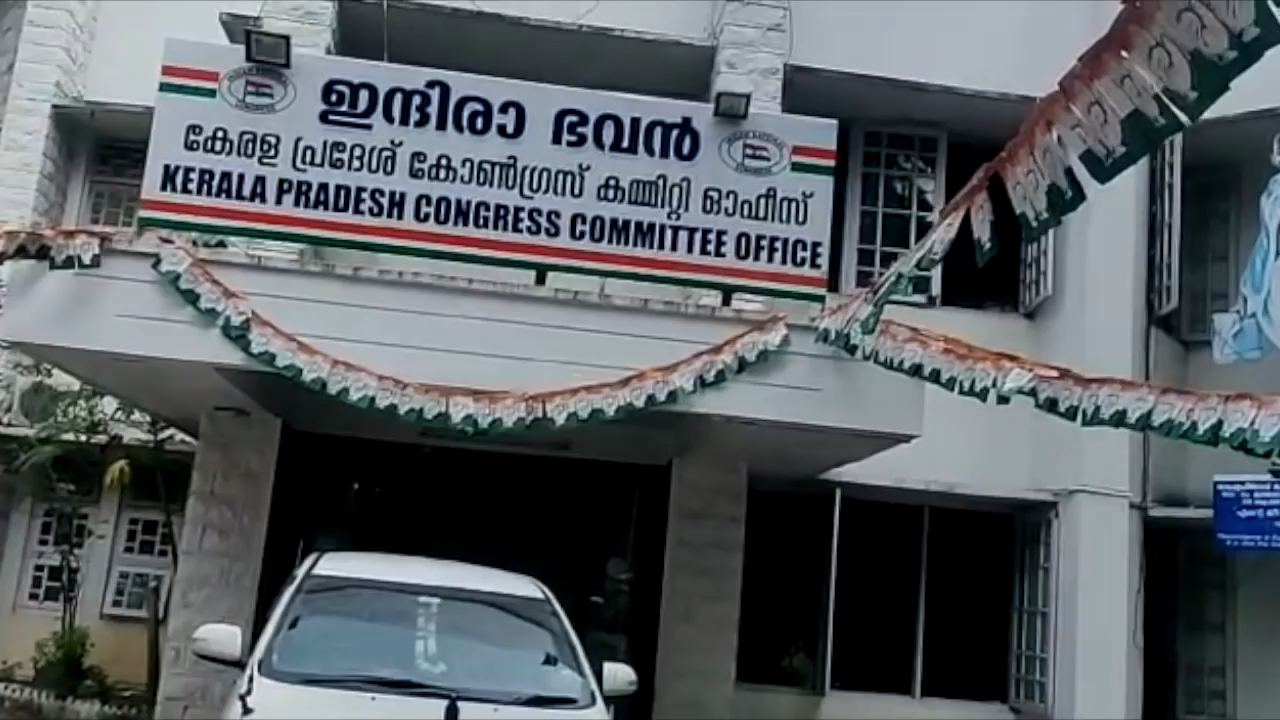 ഇന്ദിരാ ഭവൻ
കേരള പ്രദേശ് കോൺഗ്രസ് കമ്മിറ്റി ഓഫീസ്
KERALA PRADESH CONGRESS COMMITTEE OFFICE